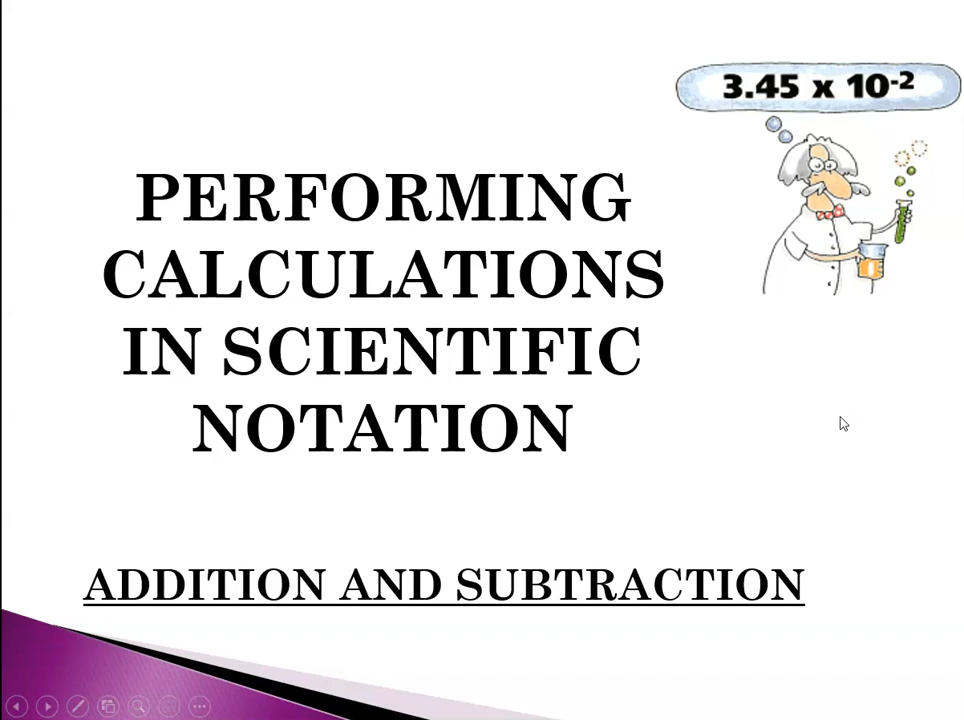 3.45 x 10-2
PERFORMING
CALCULATIONS
IN SCIENTIFIC
NOTATION
ADDITION AND SUBTRACTION